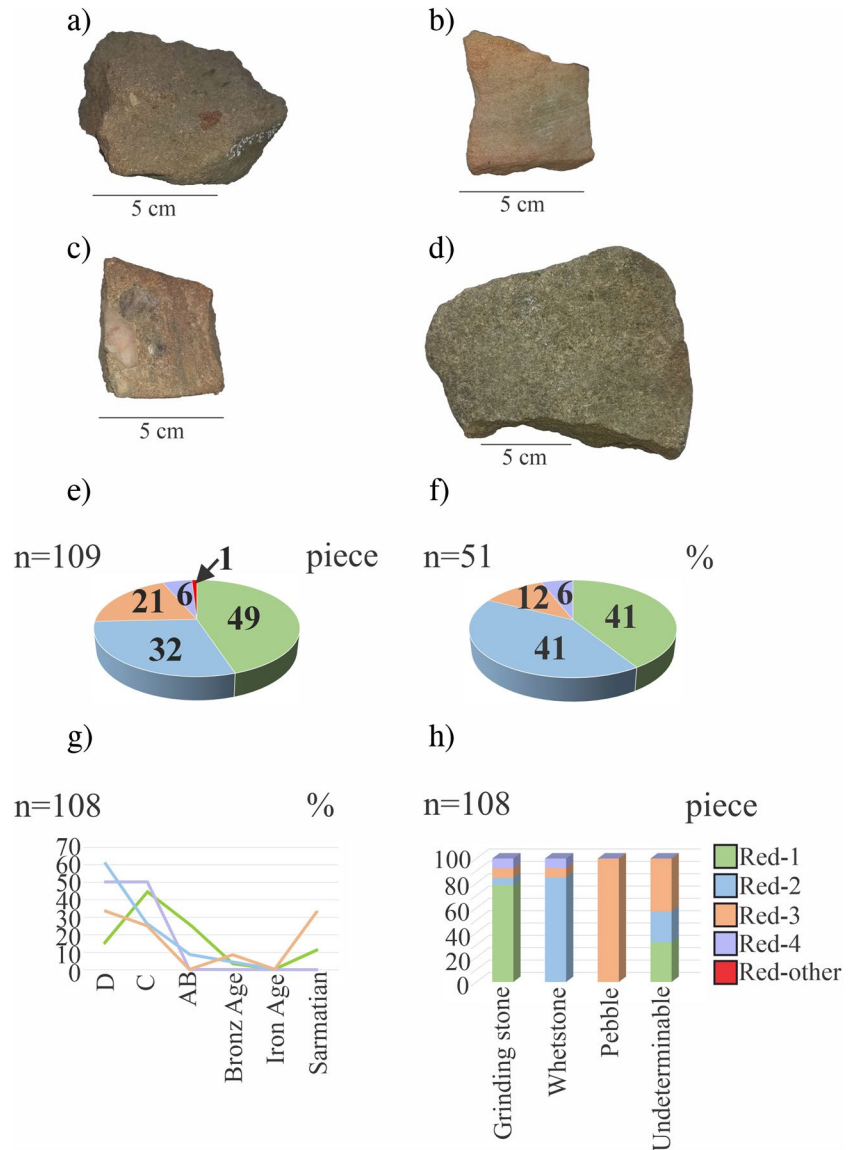 a)
b)
5 cm
5 cm
c)
d)
5 cm
5 cm
e)
f)
n=109
piece
1
21
6
49
32
n=51
%
12
6
41
41
g)
h)
n=108
%
70
60
50
40
30
20
10
0
D
C
AB
Bronz Age
Iron Age
Sarmatian
n=108
piece
100
80
60
40
20
0
Grinding stone
Whetstone
Pebble
Undeterminable
Red-1
Red-2
Red-3
Red-4
Red-other